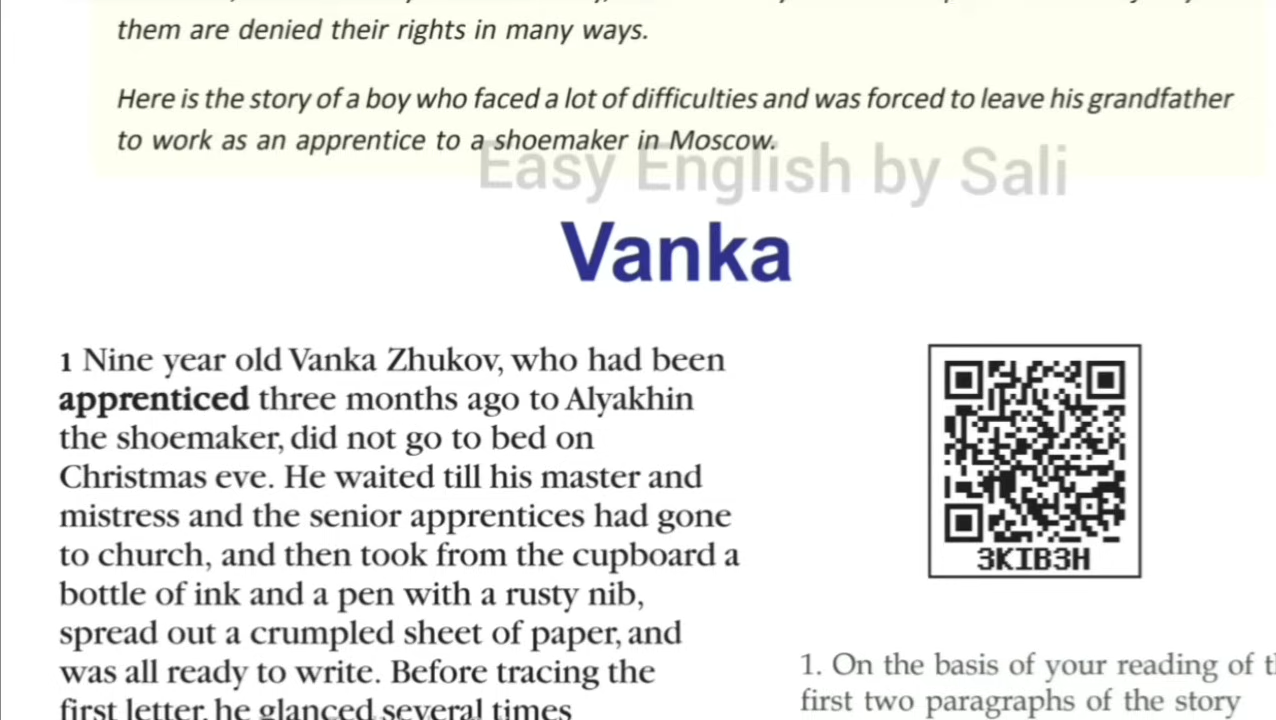 them are denied their rights in many ways.
Here is the story of a boy who faced a lot of difficulties and was forced to leave his grandfather
to work as an apprentice to a shoemaker in Moscow.
Easy English by Sali
Vanka
1 Nine year old Vanka Zhukov, who had been
apprenticed three months ago to Alyakhin
the shoemaker, did not go to bed on
Christmas eve. He waited till his master and
mistress and the senior apprentices had gone
to church, and then took from the cupboard a
bottle of ink and a pen with a rusty nib,
spread out a crumpled sheet of paper, and
was all ready to write. Before tracing the
first letter, he glanced several times
3KIB3H
1. On the basis of your reading of
first two paragraphs of the story